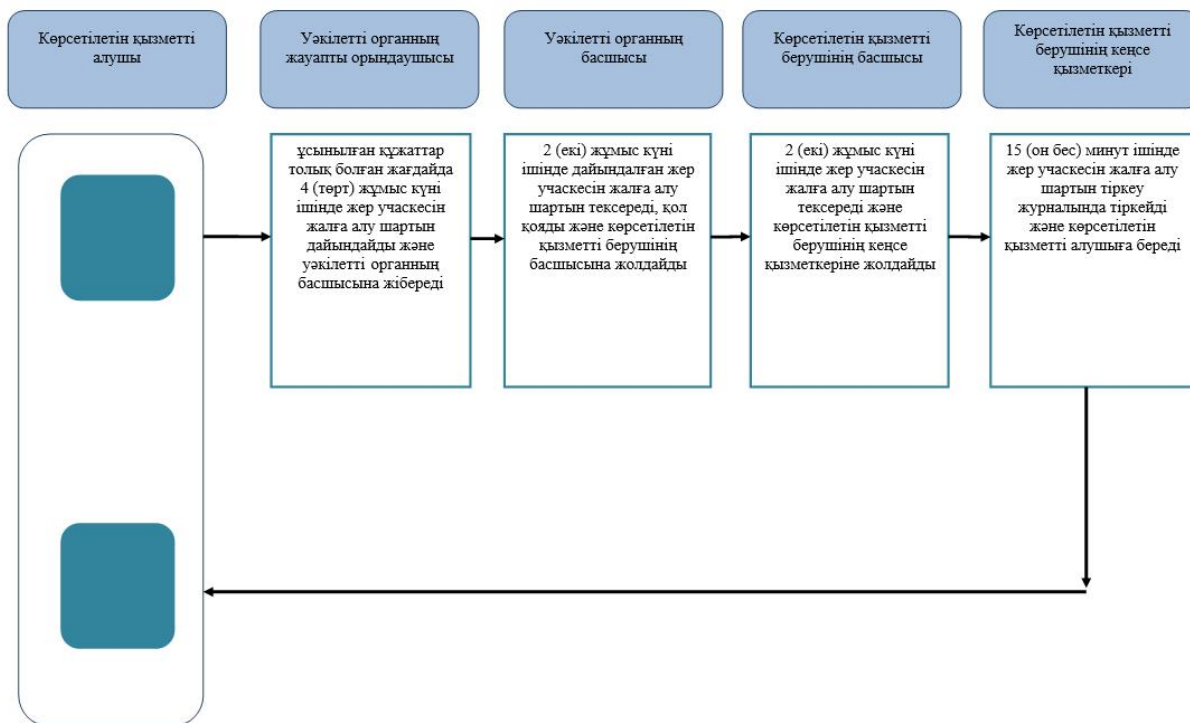 Көрсетілетін қызметті
алушы
Уәкілетті органның
жауапты орындаушысы
Уәкілетті органның
басшысы
Көрсетілетін қызметті
берушінің басшысы
Көрсетілетін қызметті
берушінің кеңсе
қызметкері
ұсынылған құжаттар
толық болған жағдайда
4 (төрт) жұмыс күні
ішінде жер учаскесін
жалға алу шартын
дайындайды және
уәкілетті органның
басшысына жібереді
2 (екі) жұмыс күні
ішінде дайындалған жер
учаскесін жалға алу
шартын тексереді, қол
қояды және көрсетілетін
қызметті берушінің
басшысына жолдайды
2 (екі) жұмыс күні
ішінде жер учаскесін
жалға алу шартын
тексереді және
көрсетілетін қызметті
берушінің кеңсе
қызметкеріне жолдайды
15 (он бес) минут ішінде
жер учаскесін жалға алу
шартын тіркеу
журналында тіркейді
және көрсетілетін
қызметті алушыға береді